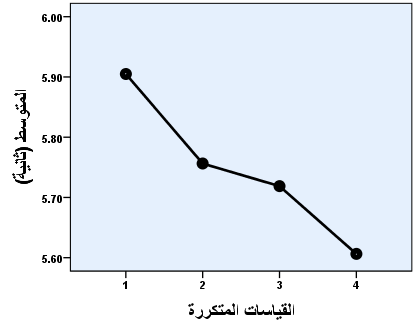 6.00
5.90
5.80
5.70
5.60
المتوسط (ثانية)
1 2 3 4
القياسات المتكررة